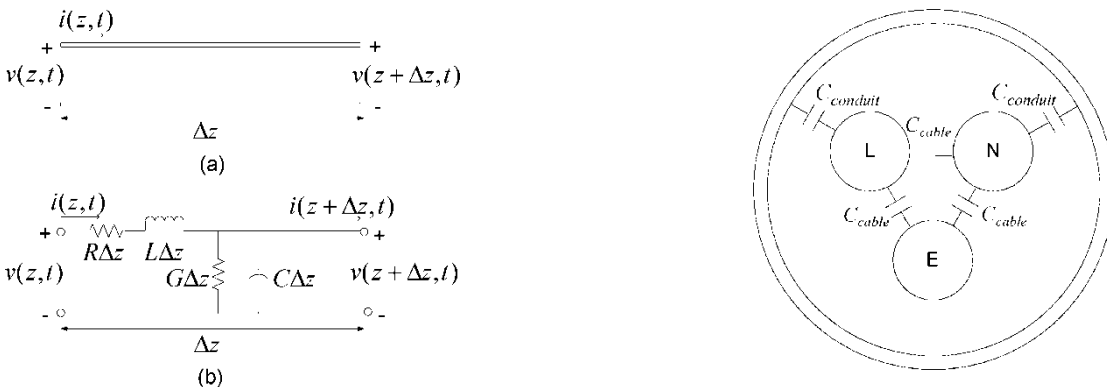 i(z,t)
+ +
v(z,t) v(z + Δz,t)
- -
Δz
(a)
i(z,t) i(z + Δz,t)
+ +
RΔz LΔz
v(z,t) GΔz CΔz v(z + Δz,t)
- -
Δz
(b)
C_conduit C_conduit
C_cable
L N
C_cable C_cable
E